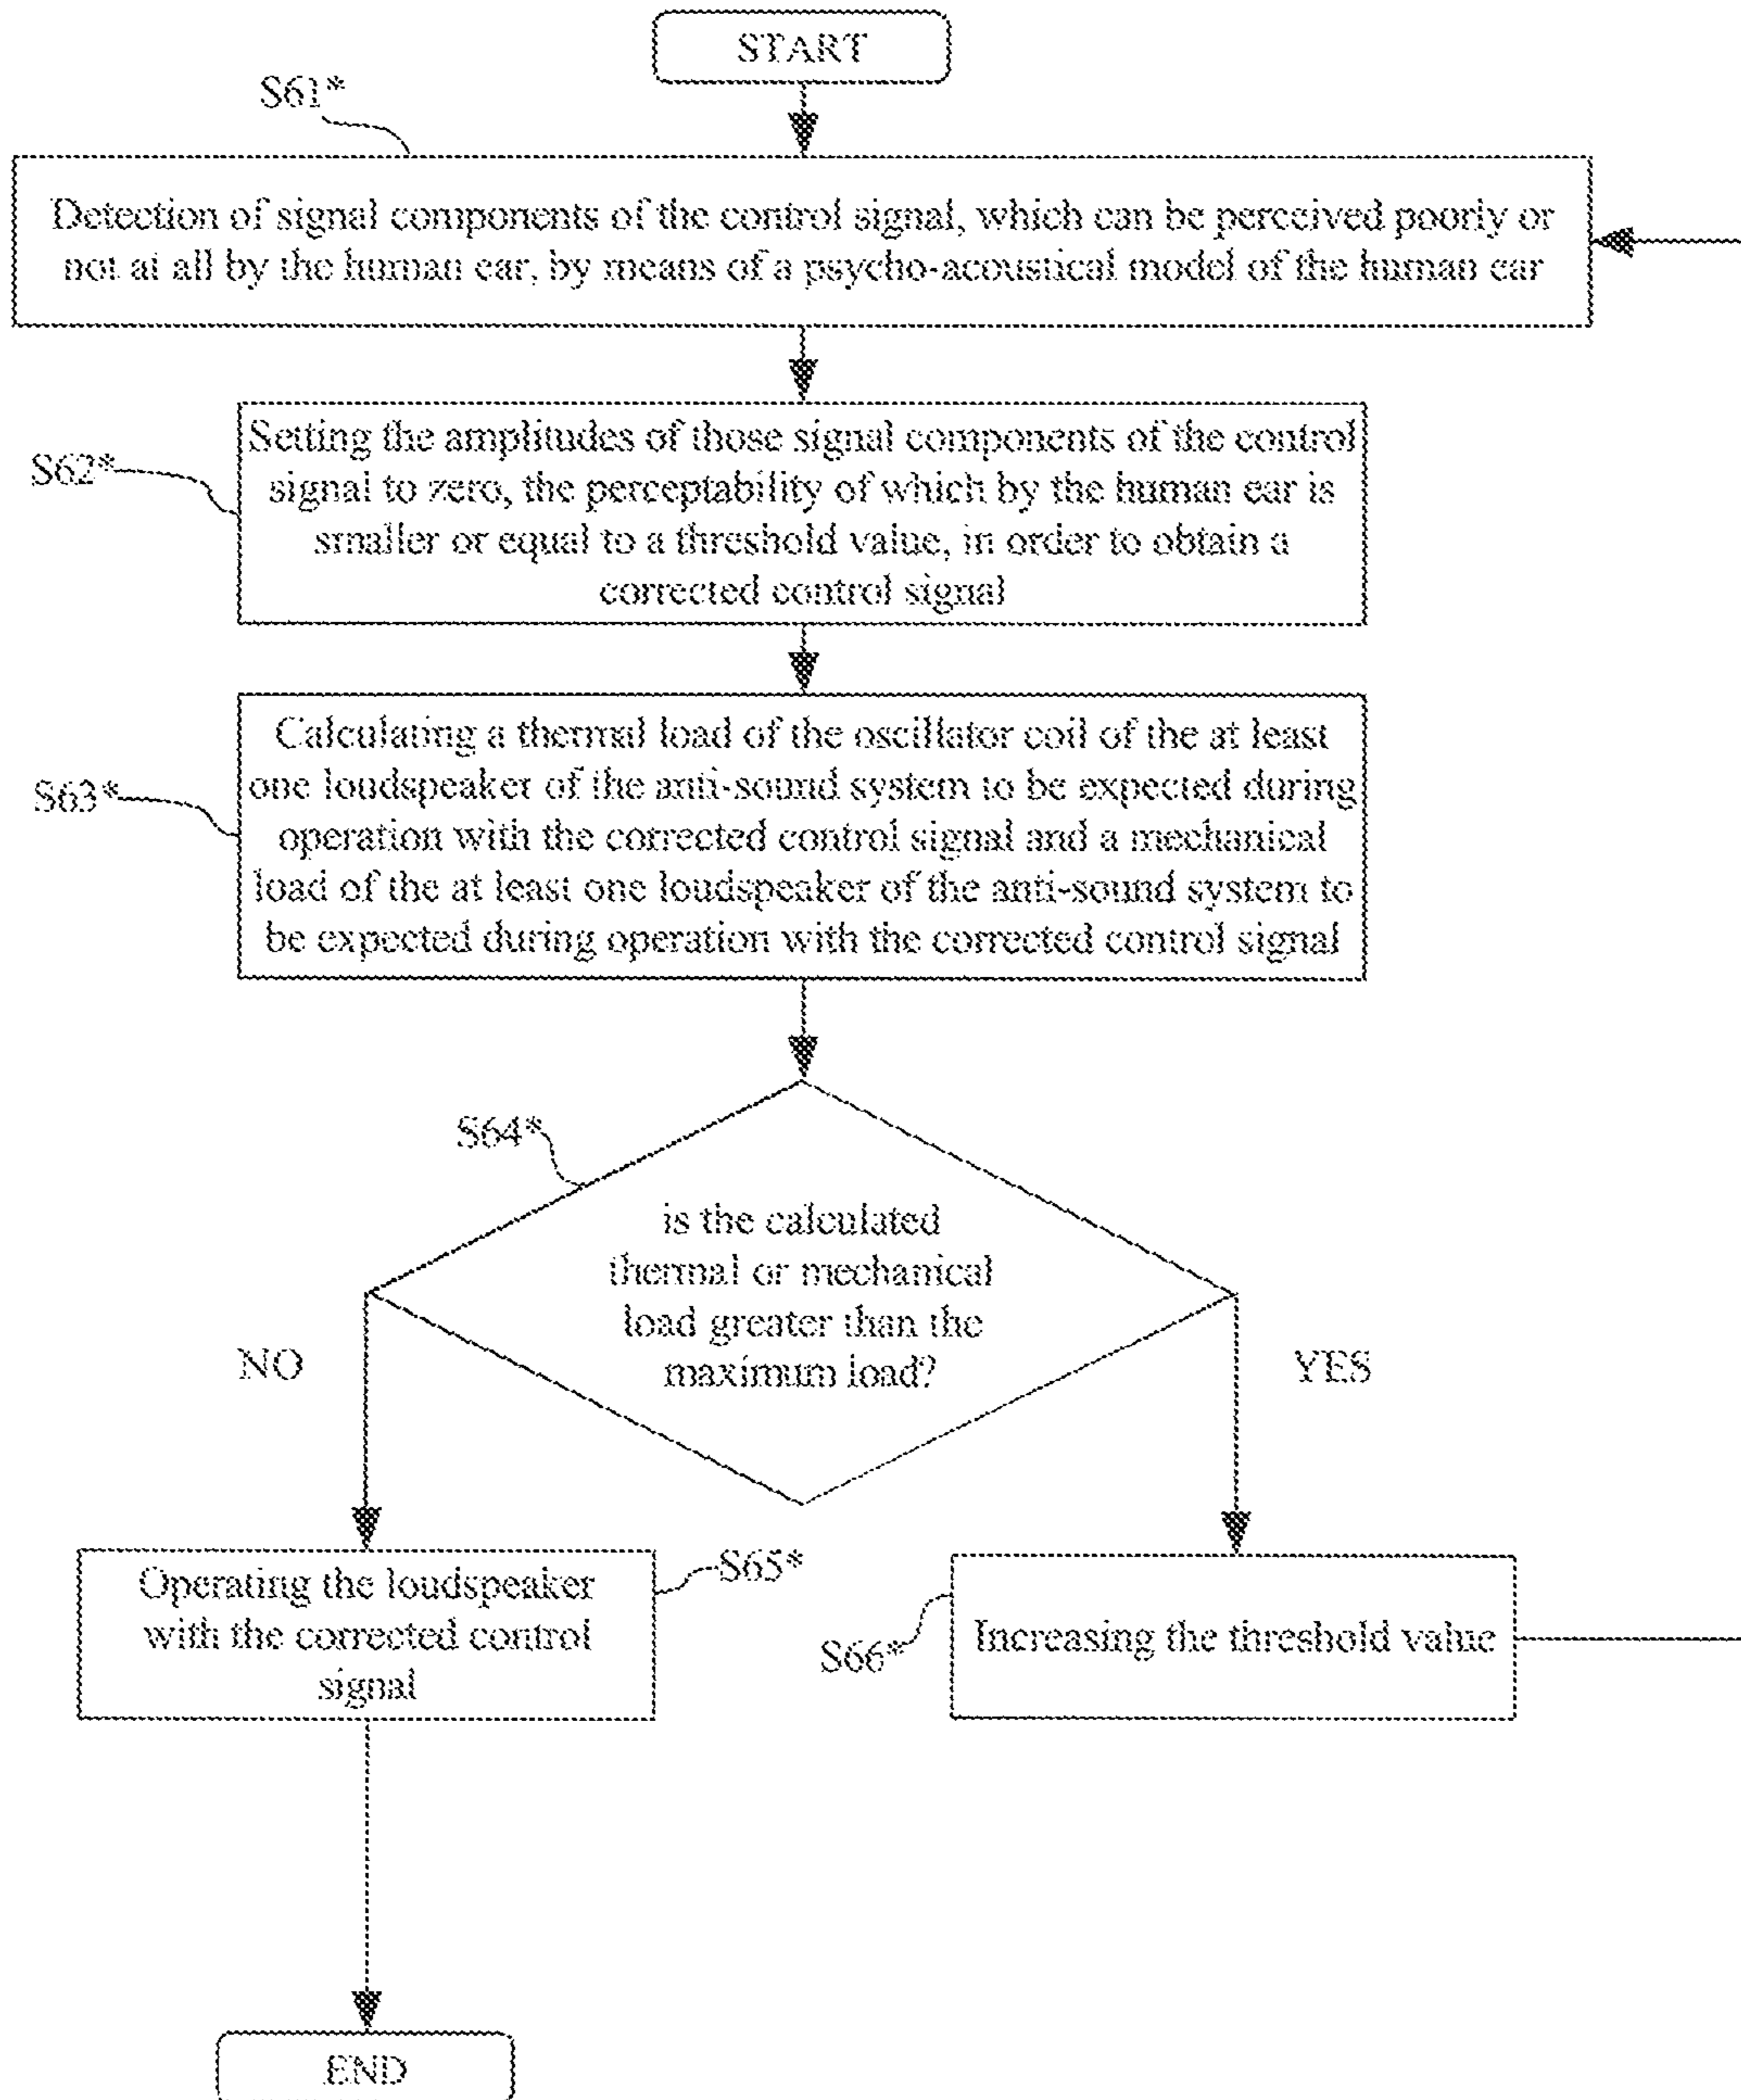 START
S61*
Detection of signal components of the control signal, which can be perceived poorly or
not at all by the human ear, by means of a psycho-acoustical model of the human ear
S62*
Setting the amplitudes of those signal components of the control
signal to zero, the perceptability of which by the human ear is
smaller or equal to a threshold value, in order to obtain a
corrected control signal
S63*
Calculating a thermal load of the oscillator coil of the at least
one loudspeaker of the anti-sound system to be expected during
operation with the corrected control signal and a mechanical
load of the at least one loudspeaker of the anti-sound system to
be expected during operation with the corrected control signal
S64*
is the calculated
thermal or mechanical
load greater than the
maximum load?
NO
YES
Operating the loudspeaker
with the corrected control
signal
S65*
S66*
Increasing the threshold value
END